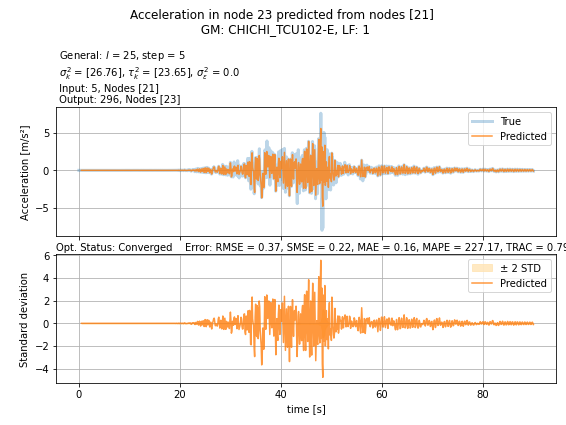 Acceleration in node 23 predicted from nodes [21]
GM: CHICHI_TCU102-E, LF: 1
General: l = 25, step = 5
σ²ₖ = [26.76], τ²ₖ = [23.65], σ²ε = 0.0
Input: 5, Nodes [21]
Output: 296, Nodes [23]
Acceleration [m/s²]
5
0
−5
True
Predicted
Opt. Status: Converged Error: RMSE = 0.37, SMSE = 0.22, MAE = 0.16, MAPE = 227.17, TRAC = 0.79
Standard deviation
6
4
2
0
−2
−4
± 2 STD
Predicted
0 20 40 60 80
time [s]